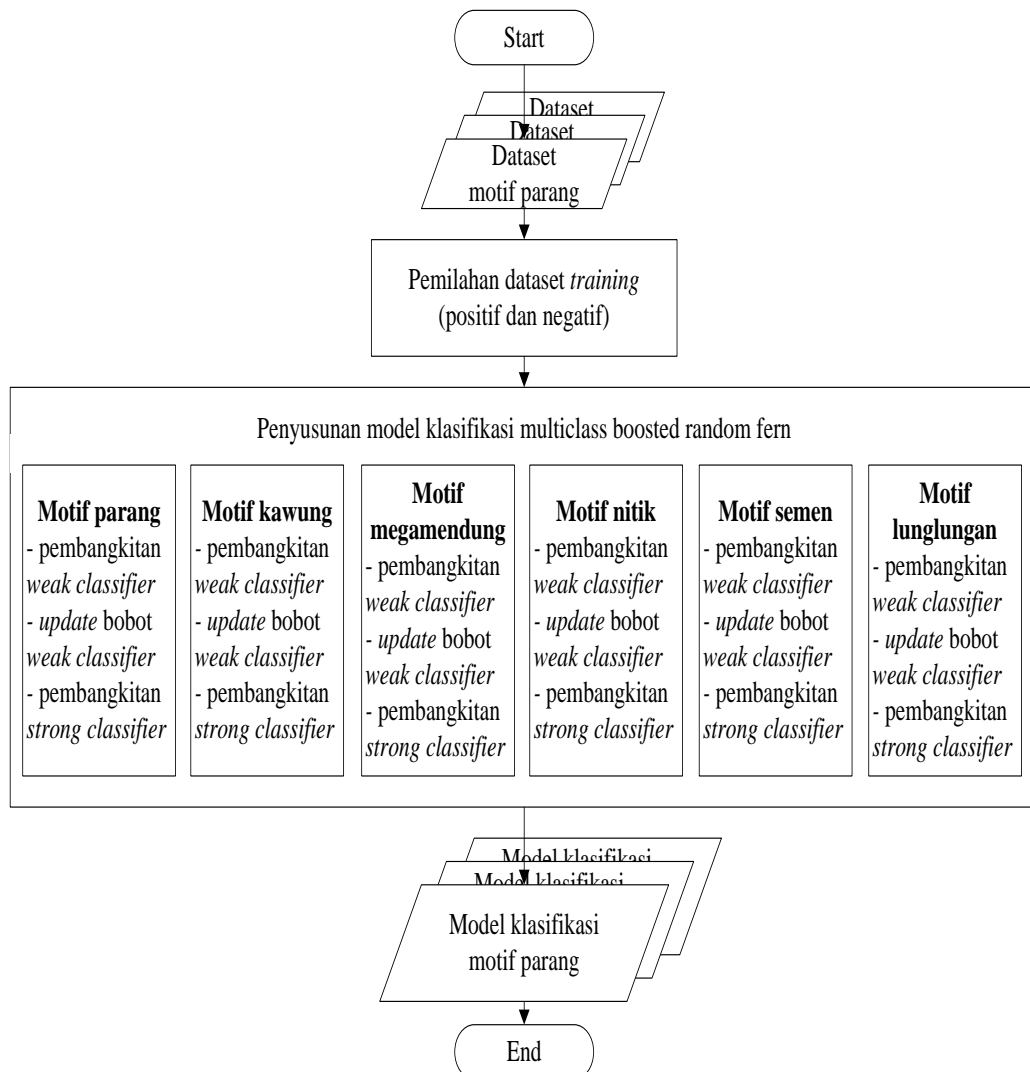 Start
Dataset
Dataset
Dataset
motif parang
Pemilahan dataset training
(positif dan negatif)
Penyusunan model klasifikasi multiclass boosted random fern
Motif parang
- pembangkitan
weak classifier
- update bobot
weak classifier
- pembangkitan
strong classifier
Motif kawung
- pembangkitan
weak classifier
- update bobot
weak classifier
- pembangkitan
strong classifier
Motif
megamendung
- pembangkitan
weak classifier
- update bobot
weak classifier
- pembangkitan
strong classifier
Motif nitik
- pembangkitan
weak classifier
- update bobot
weak classifier
- pembangkitan
strong classifier
Motif semen
- pembangkitan
weak classifier
- update bobot
weak classifier
- pembangkitan
strong classifier
Motif
lunglungan
- pembangkitan
weak classifier
- update bobot
weak classifier
- pembangkitan
strong classifier
Model klasifikasi
Model klasifikasi
Model klasifikasi
motif parang
End